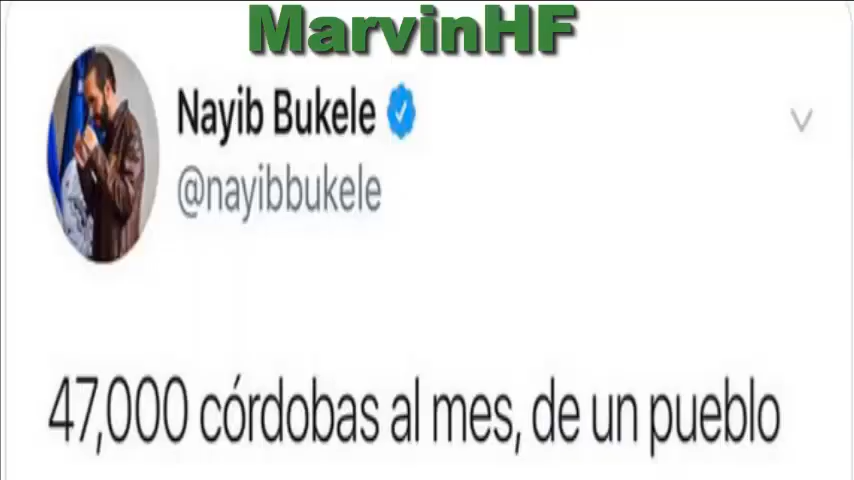 MarvinHF
Nayib Bukele
@nayibbukele
47,000 córdobas al mes, de un pueblo